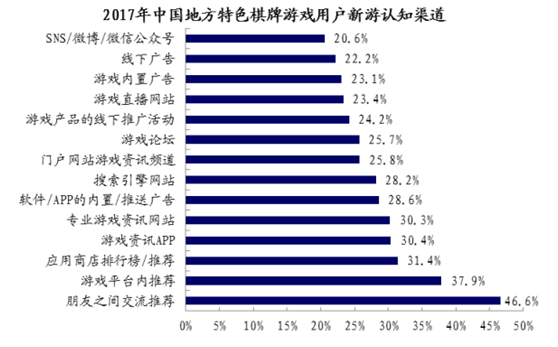 2017年中国地方特色棋牌游戏用户新游认知渠道
SNS/微博/微信公众号 20.6%
线下广告 22.2%
游戏内置广告 23.1%
游戏直播网站 23.4%
游戏产品的线下推广活动 24.2%
游戏论坛 25.7%
门户网站游戏资讯频道 25.8%
搜索引擎网站 28.2%
软件/APP的内置/推送广告 28.6%
专业游戏资讯网站 30.3%
游戏资讯APP 30.4%
应用商店排行榜/推荐 31.4%
游戏平台内推荐 37.9%
朋友之间交流推荐 46.6%
0% 5% 10% 15% 20% 25% 30% 35% 40% 45% 50%